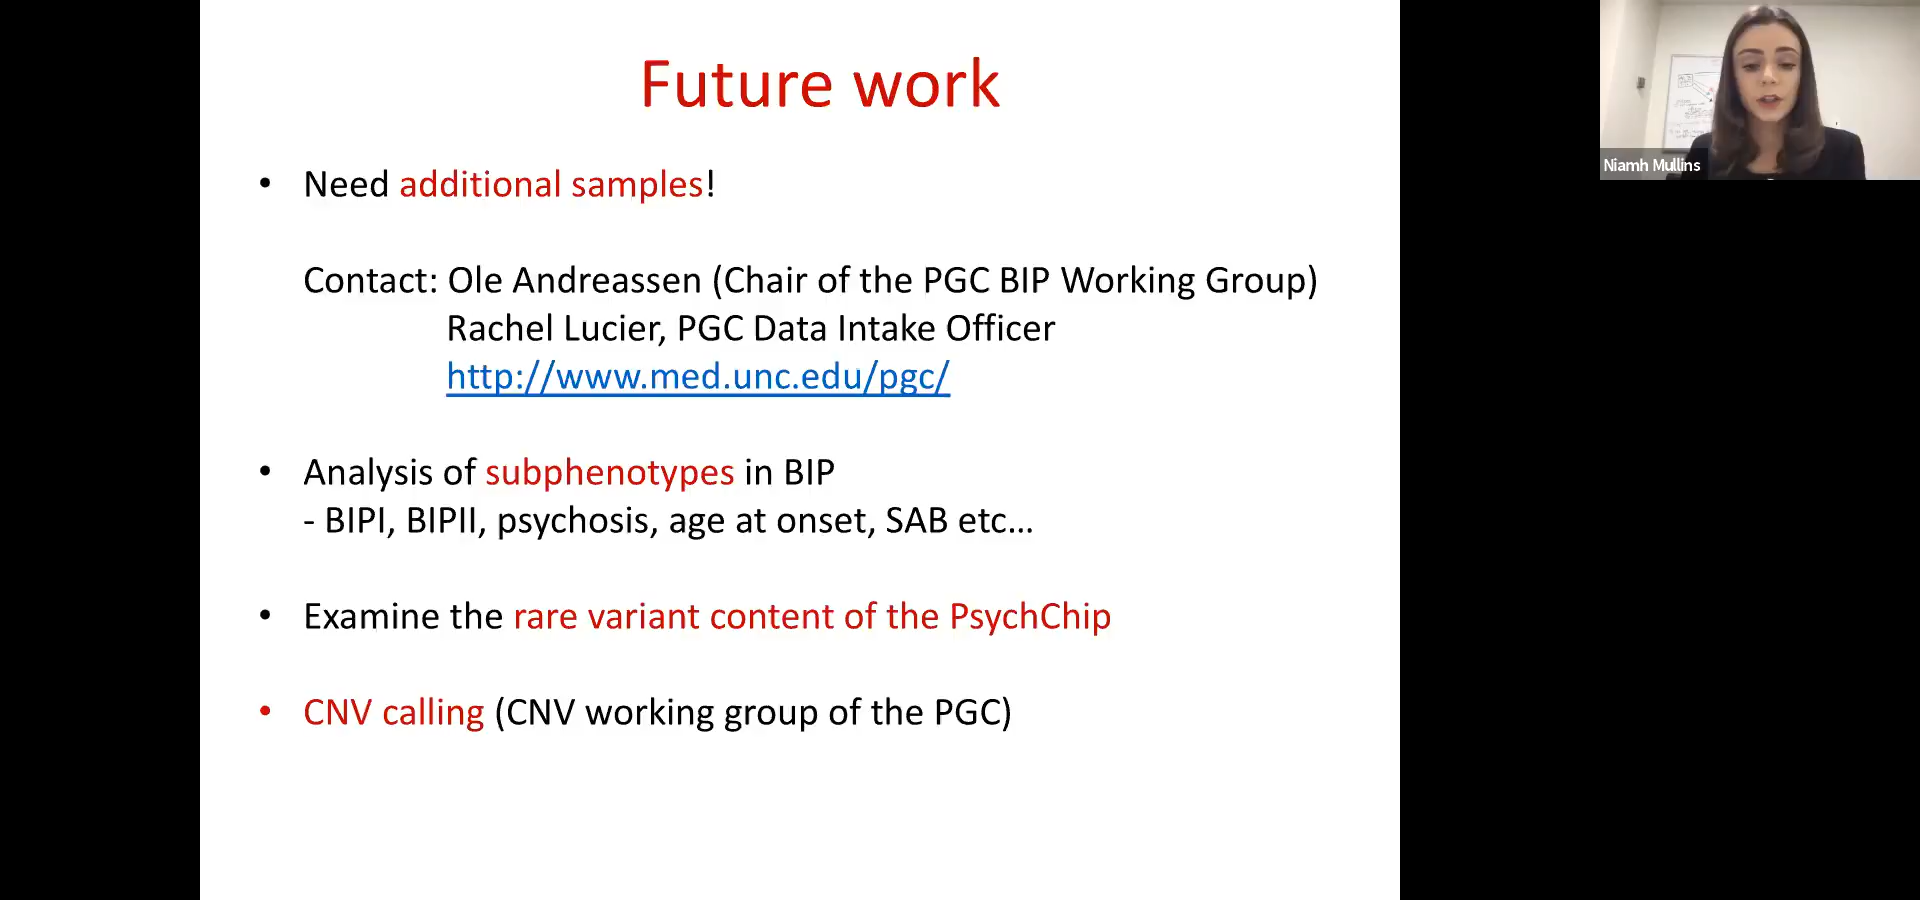 Future work
• Need additional samples!
Contact: Ole Andreassen (Chair of the PGC BIP Working Group)
Rachel Lucier, PGC Data Intake Officer
http://www.med.unc.edu/pgc/
• Analysis of subphenotypes in BIP
- BIPI, BIPII, psychosis, age at onset, SAB etc...
• Examine the rare variant content of the PsychChip
• CNV calling (CNV working group of the PGC)
Niamh Mullins